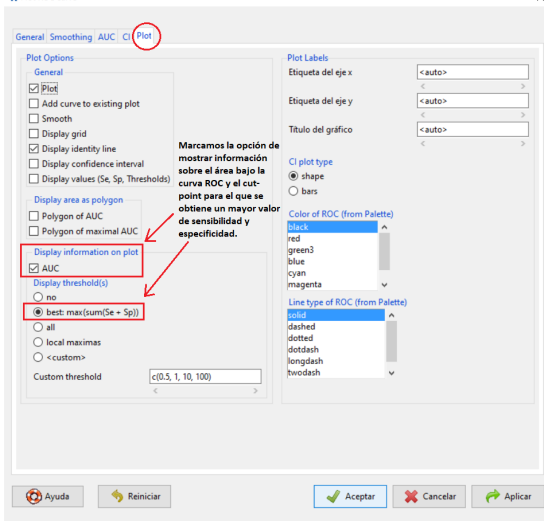 General Smoothing AUC CI Plot
Plot Options
General
Plot
Add curve to existing plot
Smooth
Display grid
Display identity line
Display confidence interval
Display values (Se, Sp, Thresholds)
Display area as polygon
Polygon of AUC
Polygon of maximal AUC
Display information on plot
AUC
Display threshold(s)
no
best: max(sum(Se + Sp))
all
local maximas
<custom>
Custom threshold c(0.5, 1, 10, 100)
Marcamos la opción de
mostrar información
sobre el área bajo la
curva ROC y el cut-
point para el que se
obtiene un mayor valor
de sensibilidad y
especificidad.
Plot Labels
Etiqueta del eje x <auto>
Etiqueta del eje y <auto>
Título del gráfico <auto>
CI plot type
shape
bars
Color of ROC (from Palette)
black
red
green3
blue
cyan
magenta
Line type of ROC (from Palette)
solid
dashed
dotted
dotdash
longdash
twodash
Ayuda Reiniciar Aceptar Cancelar Aplicar